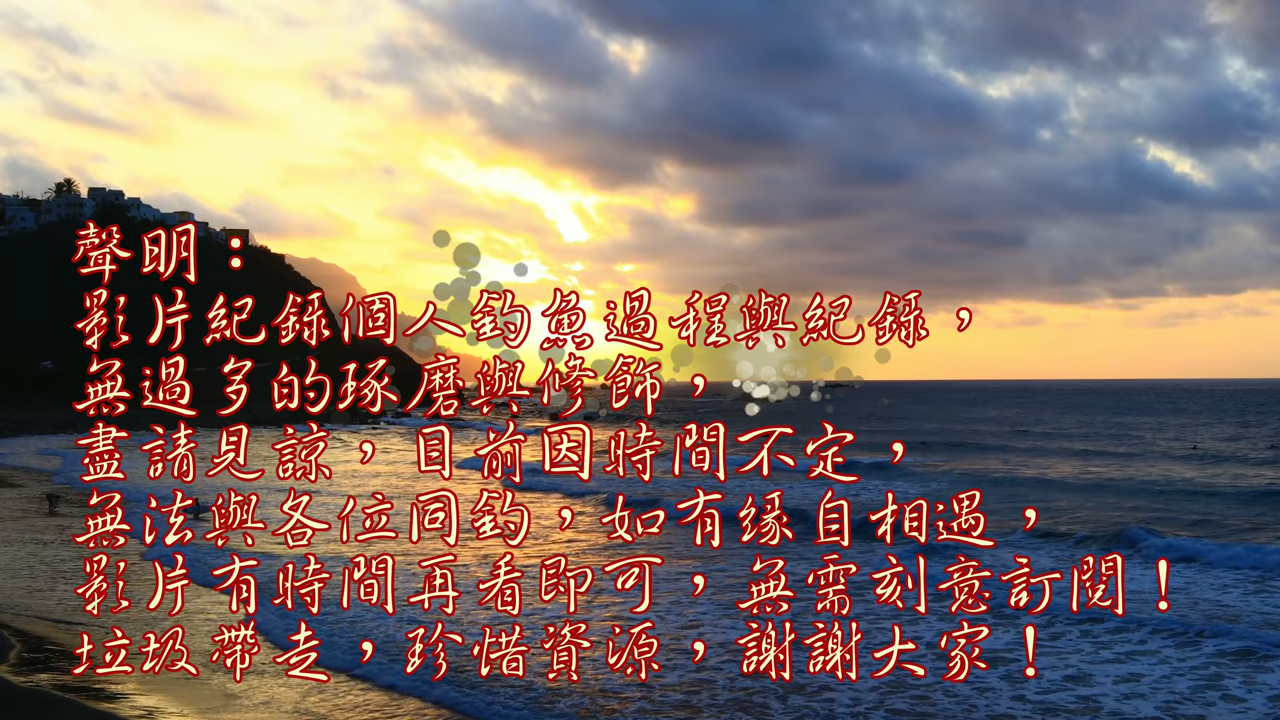 聲明：
影片紀錄個人釣魚過程與紀錄，
無過多的琢磨與修飾，
盡請見諒，目前因時間不定，
無法與各位同釣，如有緣自相遇，
影片有時間再看即可，無需刻意訂閱！
垃圾帶走，珍惜資源，謝謝大家！